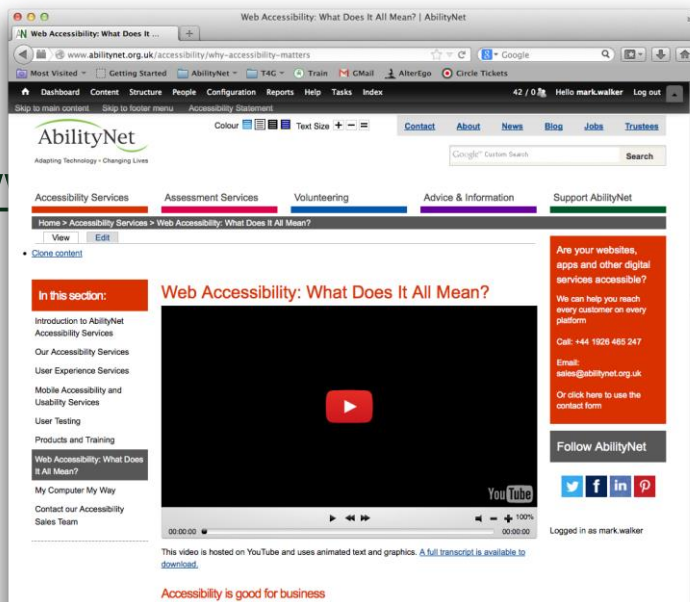 Web Accessibility: What Does It All Mean? | AbilityNet
Web Accessibility: What Does It ...
www.abilitynet.org.uk/accessibility/why-accessibility-matters
Google
Most Visited
Getting Started
AbilityNet
T4G
Train
GMail
AlterEgo
Circle Tickets
Dashboard Content Structure People Configuration Reports Help Tasks Index
42 / 0
Hello mark.walker Log out
Skip to main content Skip to footer menu Accessibility Statement
AbilityNet
Adapting Technology • Changing Lives
Colour
Text Size + - =
Contact About News Blog Jobs Trustees
Google™ Custom Search
Search
Accessibility Services
Assessment Services
Volunteering
Advice & Information
Support AbilityNet
Home > Accessibility Services > Web Accessibility: What Does It All Mean?
View Edit
Clone content
In this section:
Introduction to AbilityNet
Accessibility Services
Our Accessibility Services
User Experience Services
Mobile Accessibility and
Usability Services
User Testing
Products and Training
Web Accessibility: What Does
It All Mean?
My Computer My Way
Contact our Accessibility
Sales Team
Web Accessibility: What Does It All Mean?
YouTube
100%
00:00:00
00:00:00
This video is hosted on YouTube and uses animated text and graphics. A full transcript is available to
download.
Accessibility is good for business
Are your websites,
apps and other digital
services accessible?
We can help you reach
every customer on every
platform
Call: +44 1926 465 247
Email:
sales@abilitynet.org.uk
Or click here to use the
contact form
Follow AbilityNet
Logged in as mark.walker